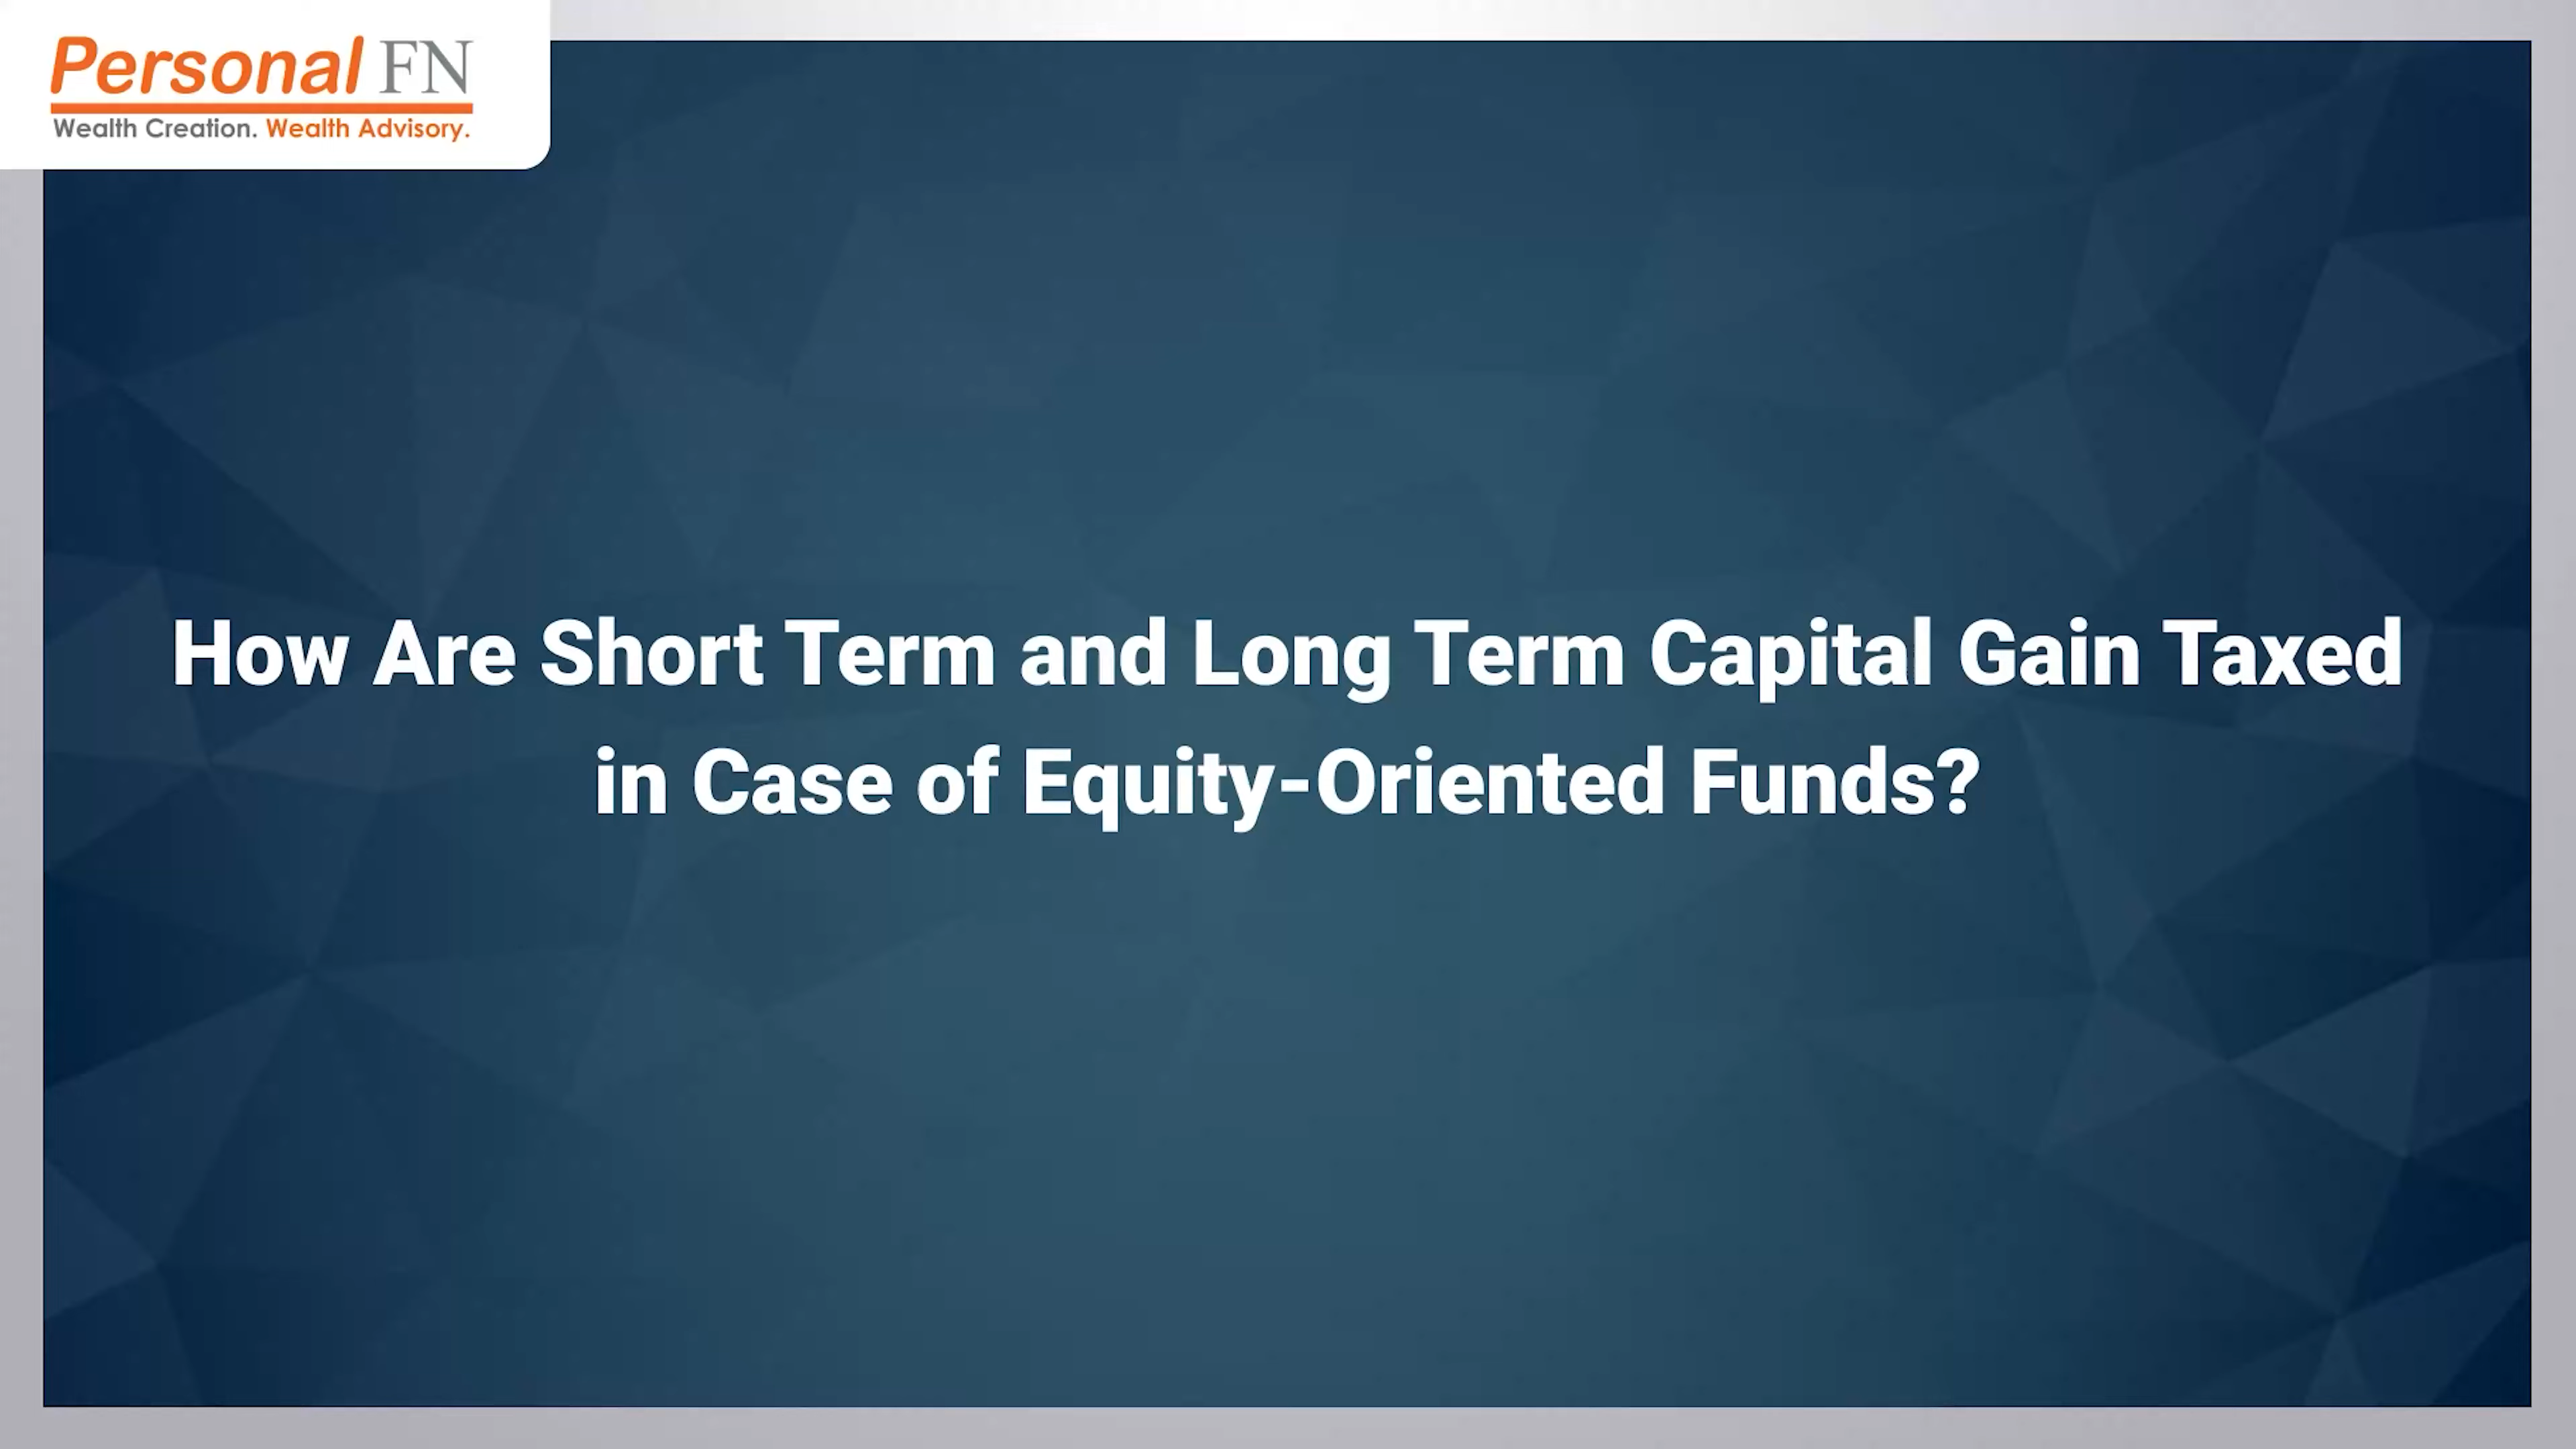 Personal FN
Wealth Creation. Wealth Advisory.
How Are Short Term and Long Term Capital Gain Taxed
in Case of Equity-Oriented Funds?